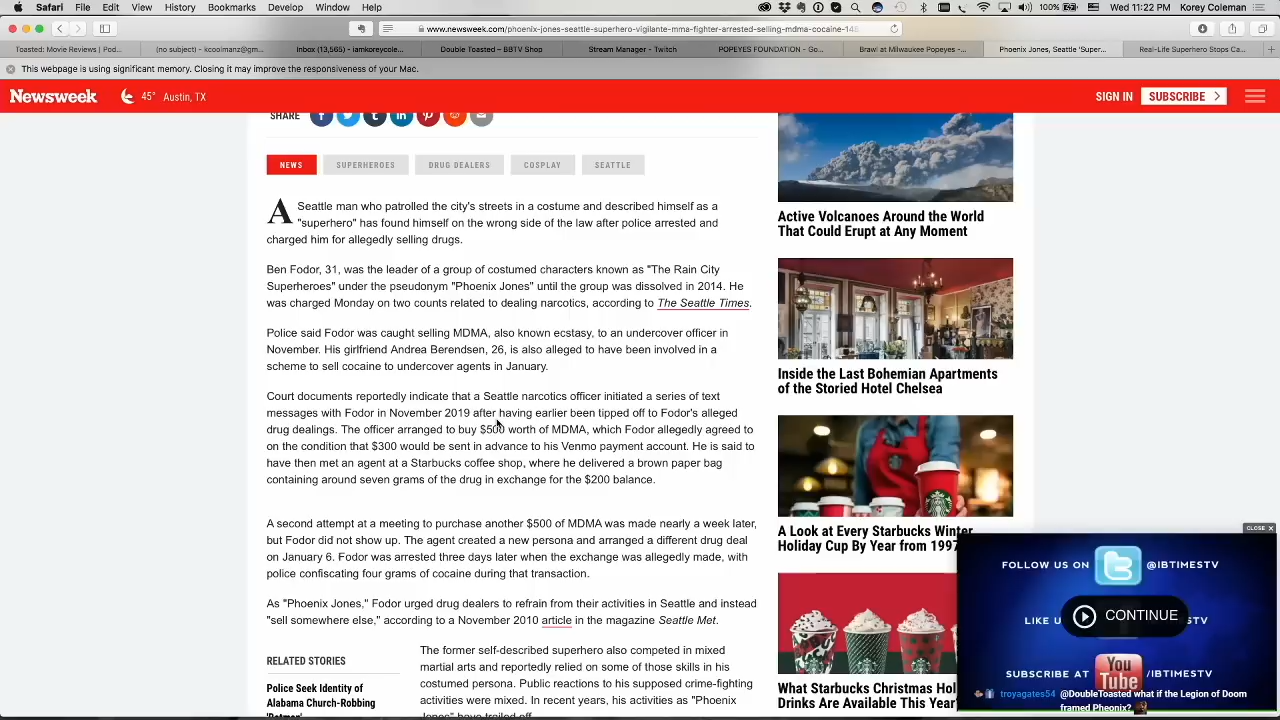 Safari File Edit View History Bookmarks Develop Window Help
100% Wed 11:22 PM Korey Coleman
www.newsweek.com/phoenix-jones-seattle-superhero-vigilante-mma-fighter-arrested-selling-mdma-cocaine-148
Toasted: Movie Reviews | Pod... (no subject) - kcoolmanz@gm... Inbox (13,565) - iamkoreycole... Double Toasted – BBTV Shop Stream Manager - Twitch POPEYES FOUNDATION - Go... Brawl at Milwaukee Popeyes -... Phoenix Jones, Seattle 'Super... Real-Life Superhero Stops Ca...
This webpage is using significant memory. Closing it may improve the responsiveness of your Mac.
Newsweek 45° Austin, TX SIGN IN SUBSCRIBE
SHARE
NEWS SUPERHEROES DRUG DEALERS COSPLAY SEATTLE
A Seattle man who patrolled the city's streets in a costume and described himself as a
"superhero" has found himself on the wrong side of the law after police arrested and
charged him for allegedly selling drugs.
Ben Fodor, 31, was the leader of a group of costumed characters known as "The Rain City
Superheroes" under the pseudonym "Phoenix Jones" until the group was dissolved in 2014. He
was charged Monday on two counts related to dealing narcotics, according to The Seattle Times.
Police said Fodor was caught selling MDMA, also known ecstasy, to an undercover officer in
November. His girlfriend Andrea Berendsen, 26, is also alleged to have been involved in a
scheme to sell cocaine to undercover agents in January.
Court documents reportedly indicate that a Seattle narcotics officer initiated a series of text
messages with Fodor in November 2019 after having earlier been tipped off to Fodor's alleged
drug dealings. The officer arranged to buy $500 worth of MDMA, which Fodor allegedly agreed to
on the condition that $300 would be sent in advance to his Venmo payment account. He is said to
have then met an agent at a Starbucks coffee shop, where he delivered a brown paper bag
containing around seven grams of the drug in exchange for the $200 balance.
A second attempt at a meeting to purchase another $500 of MDMA was made nearly a week later,
but Fodor did not show up. The agent created a new persona and arranged a different drug deal
on January 6. Fodor was arrested three days later when the exchange was allegedly made, with
police confiscating four grams of cocaine during that transaction.
As "Phoenix Jones," Fodor urged drug dealers to refrain from their activities in Seattle and instead
"sell somewhere else," according to a November 2010 article in the magazine Seattle Met.
RELATED STORIES
Police Seek Identity of
Alabama Church-Robbing
'Batman'
The former self-described superhero also competed in mixed
martial arts and reportedly relied on some of those skills in his
costumed persona. Public reactions to his supposed crime-fighting
activities were mixed. In recent years, his activities as "Phoenix
Jones" have trailed off.
Active Volcanoes Around the World
That Could Erupt at Any Moment
Inside the Last Bohemian Apartments
of the Storied Hotel Chelsea
A Look at Every Starbucks Winter
Holiday Cup By Year from 1997
What Starbucks Christmas Hol
Drinks Are Available This Year
CLOSE X
FOLLOW US ON @IBTIMESTV
LIKE U CONTINUE STV
SUBSCRIBE AT You Tube /IBTIMESTV
troyagates54 @DoubleToasted what if the Legion of Doom
framed Pheonix?